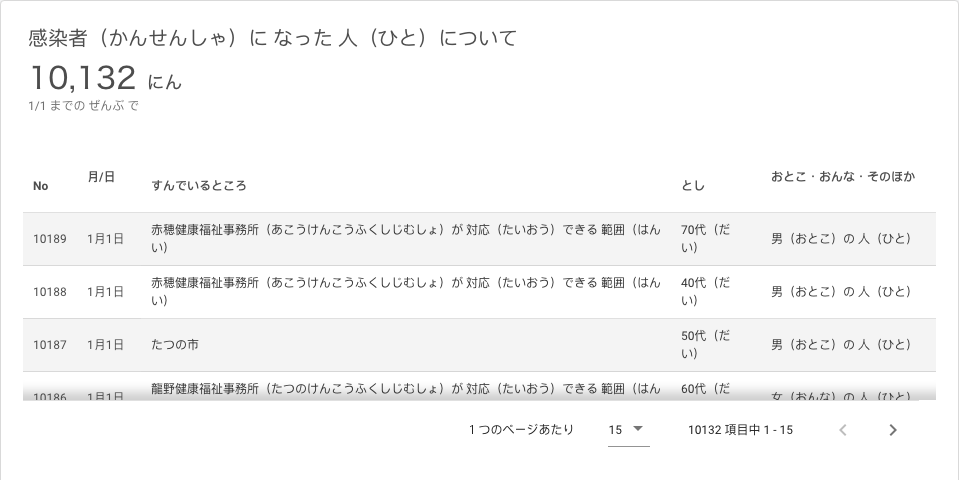 感染者（かんせんしゃ）に なった 人（ひと）について
10,132 にん
1/1 までの ぜんぶ で
No 月/日 すんでいるところ とし おとこ・おんな・そのほか
10189 1月1日 赤穂健康福祉事務所（あこうけんこうふくしじむしょ）が 対応（たいおう）できる 範囲（はん 70代（だ 男（おとこ）の 人（ひと）
い） い）
10188 1月1日 赤穂健康福祉事務所（あこうけんこうふくしじむしょ）が 対応（たいおう）できる 範囲（はん 40代（だ 男（おとこ）の 人（ひと）
い） い）
10187 1月1日 たつの市 50代（だ 男（おとこ）の 人（ひと）
い）
10186 1月1日 龍野健康福祉事務所（たつのけんこうふくしじむしょ）が 対応（たいおう）できる 範囲（はん 60代（だ 女（おんな）の 人（ひと）
1 つのページあたり 15 10132 項目中 1 - 15